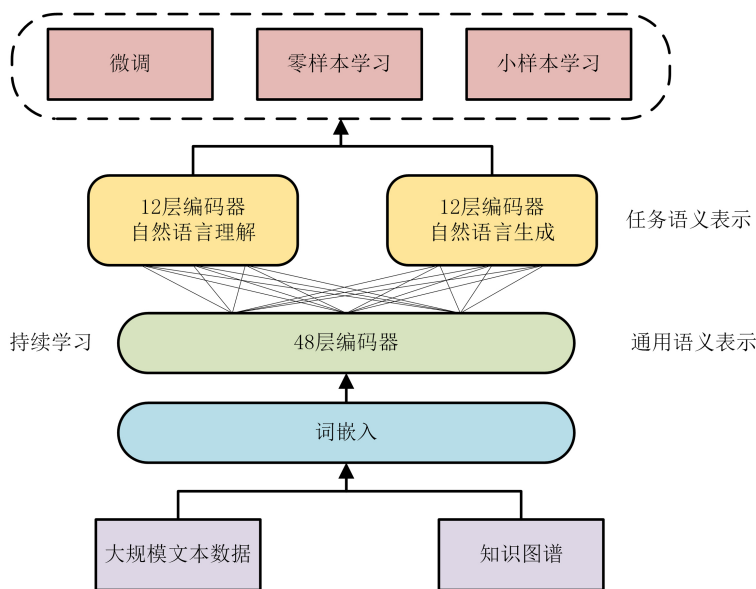 微调
零样本学习
小样本学习
12层编码器
自然语言理解
12层编码器
自然语言生成
任务语义表示
持续学习
48层编码器
通用语义表示
词嵌入
大规模文本数据
知识图谱